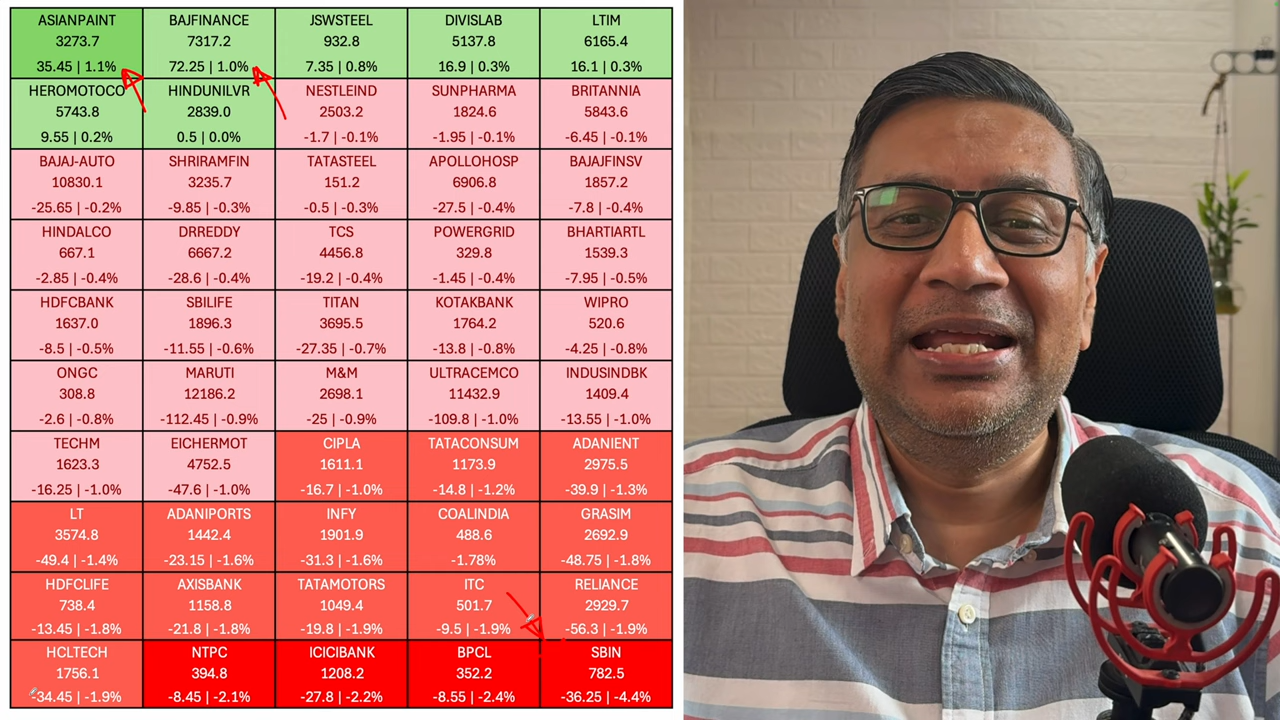 ASIANPAINT BAJFINANCE JSWSTEEL DIVISLAB LTIM
3273.7 7317.2 932.8 5137.8 6165.4
35.45 | 1.1% 72.25 | 1.0% 7.35 | 0.8% 16.9 | 0.3% 16.1 | 0.3%
HEROMOTOCO HINDUNILVR NESTLEIND SUNPHARMA BRITANNIA
5743.8 2839.0 2503.2 1824.6 5843.6
9.55 | 0.2% 0.5 | 0.0% -1.7 | -0.1% -1.95 | -0.1% -6.45 | -0.1%
BAJAJ-AUTO SHRIRAMFIN TATASTEEL APOLLOHOSP BAJAJFINSV
10830.1 3235.7 151.2 6906.8 1857.2
-25.65 | -0.2% -9.85 | -0.3% -0.5 | -0.3% -27.5 | -0.4% -7.8 | -0.4%
HINDALCO DRREDDY TCS POWERGRID BHARTIARTL
667.1 6667.2 4456.8 329.8 1539.3
-2.85 | -0.4% -28.6 | -0.4% -19.2 | -0.4% -1.45 | -0.4% -7.95 | -0.5%
HDFCBANK SBILIFE TITAN KOTAKBANK WIPRO
1637.0 1896.3 3695.5 1764.2 520.6
-8.5 | -0.5% -11.55 | -0.6% -27.35 | -0.7% -13.8 | -0.8% -4.25 | -0.8%
ONGC MARUTI M&M ULTRACEMCO INDUSINDBK
308.8 12186.2 2698.1 11432.9 1409.4
-2.6 | -0.8% -112.45 | -0.9% -25 | -0.9% -109.8 | -1.0% -13.55 | -1.0%
TECHM EICHERMOT CIPLA TATACONSUM ADANIENT
1623.3 4752.5 1611.1 1173.9 2975.5
-16.25 | -1.0% -47.6 | -1.0% -16.7 | -1.0% -14.8 | -1.2% -39.9 | -1.3%
LT ADANIPORTS INFY COALINDIA GRASIM
3574.8 1442.4 1901.9 488.6 2692.9
-49.4 | -1.4% -23.15 | -1.6% -31.3 | -1.6% -1.78% -48.75 | -1.8%
HDFCLIFE AXISBANK TATAMOTORS ITC RELIANCE
738.4 1158.8 1049.4 501.7 2929.7
-13.45 | -1.8% -21.8 | -1.8% -19.8 | -1.9% -9.5 | -1.9% -56.3 | -1.9%
HCLTECH NTPC ICICIBANK BPCL SBIN
1756.1 394.8 1208.2 352.2 782.5
-34.45 | -1.9% -8.45 | -2.1% -27.8 | -2.2% -8.55 | -2.4% -36.25 | -4.4%